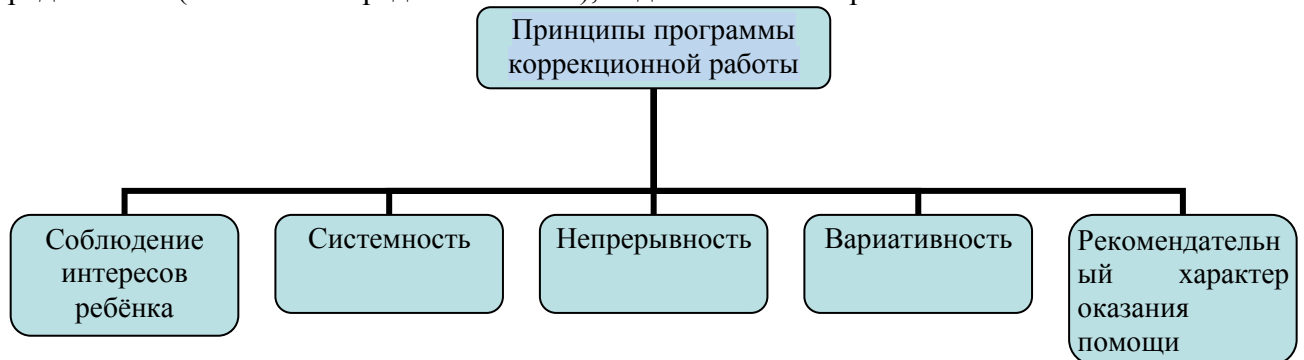 Принципы программы
коррекционной работы
Соблюдение
интересов
ребёнка
Системность
Непрерывность
Вариативность
Рекомендательн
ый характер
оказания
помощи